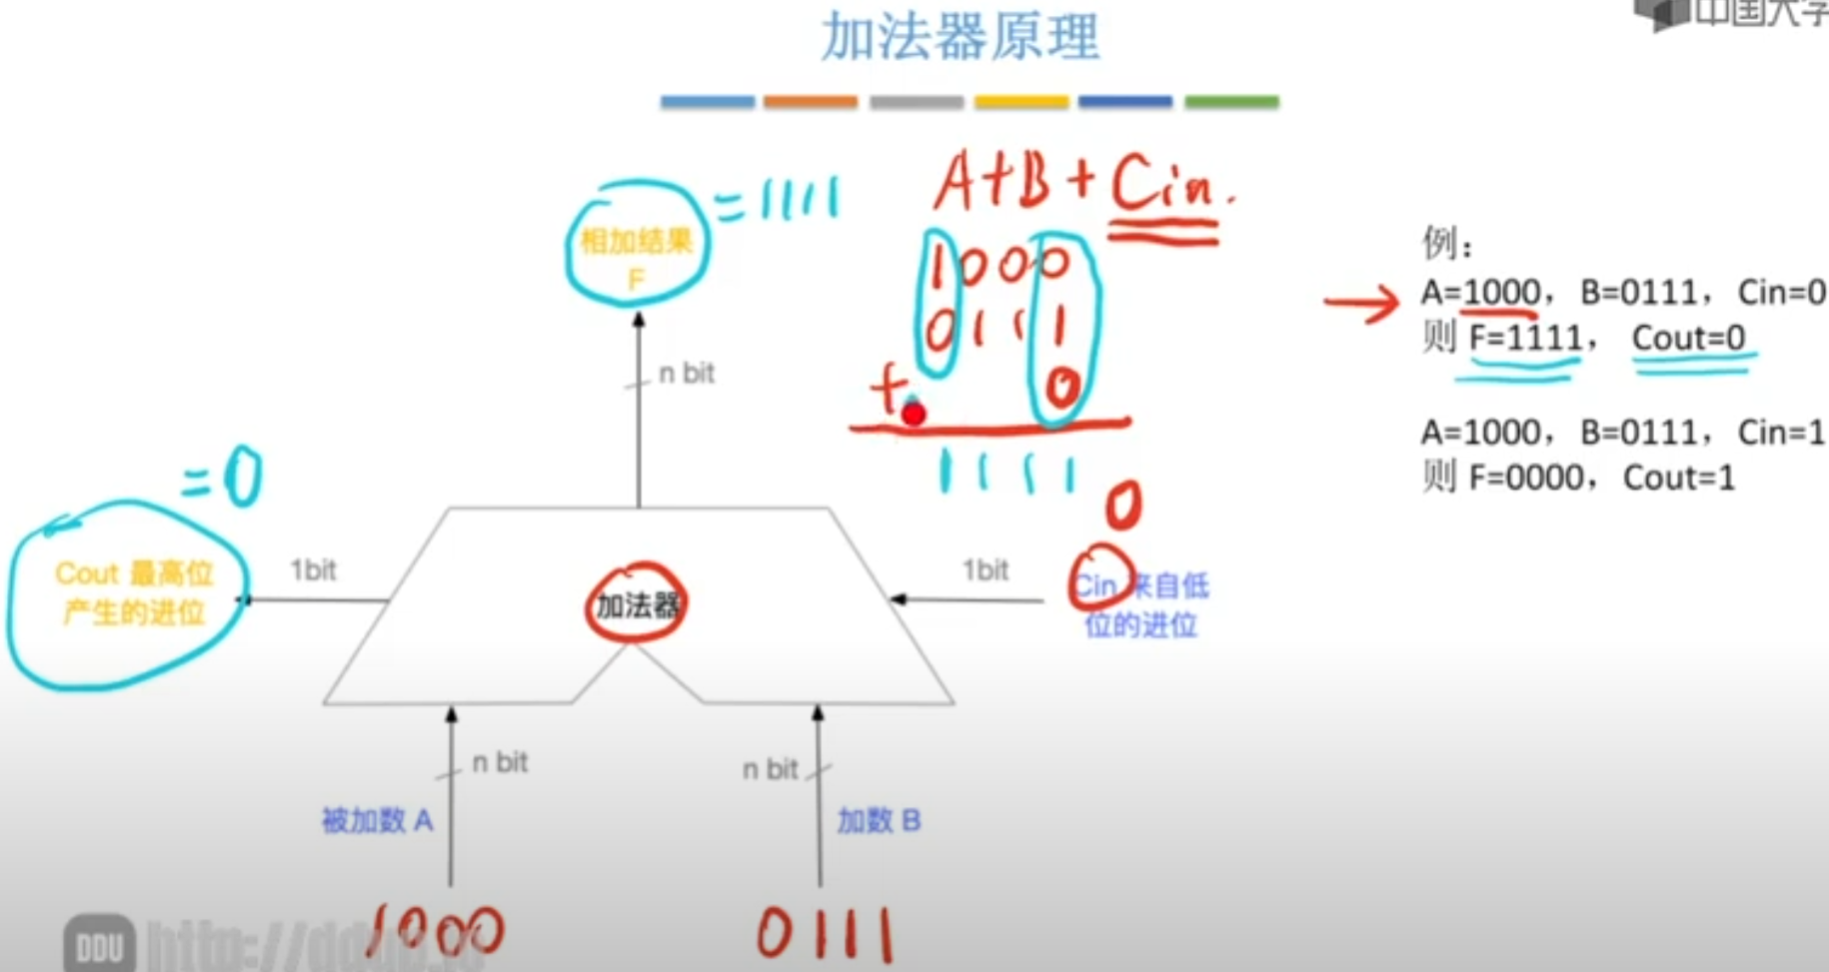 中国大学
加法器原理
A+B+Cin.
=1111
相加结果
F
1000
0111
+ 0
1111
例：
A=1000，B=0111，Cin=0
则 F=1111，Cout=0
A=1000，B=0111，Cin=1
则 F=0000，Cout=1
n bit
=0
0
Cout 最高位
产生的进位
1bit
加法器
1bit
Cin 来自低
位的进位
n bit
n bit
被加数 A
加数 B
1000
0111
DDU